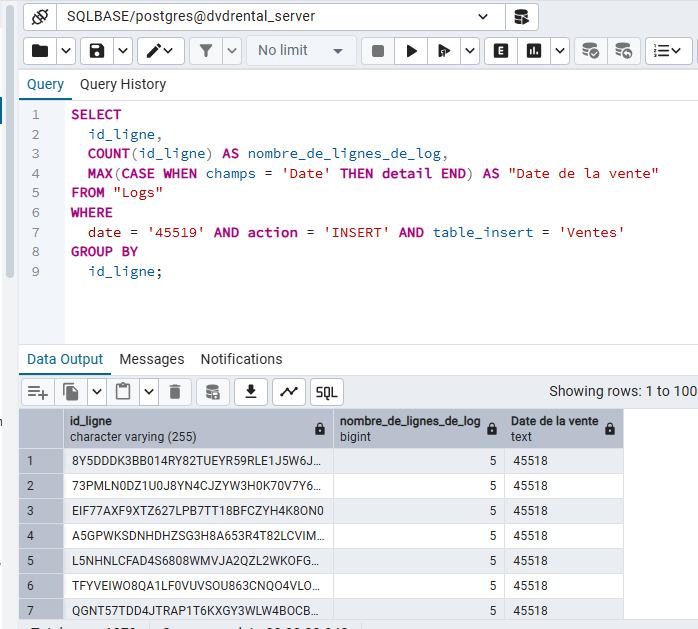 SQLBASE/postgres@dvdrental_server
No limit
Query Query History
1 SELECT
2 id_ligne,
3 COUNT(id_ligne) AS nombre_de_lignes_de_log,
4 MAX(CASE WHEN champs = 'Date' THEN detail END) AS "Date de la vente"
5 FROM "Logs"
6 WHERE
7 date = '45519' AND action = 'INSERT' AND table_insert = 'Ventes'
8 GROUP BY
9 id_ligne;
Data Output Messages Notifications
SQL Showing rows: 1 to 100
id_ligne nombre_de_lignes_de_log Date de la vente
character varying (255) bigint text
1 8Y5DDDK3BB014RY82TUEYR59RLE1J5W6J... 5 45518
2 73PMLN0DZ1U0J8YN4CJZYW3H0K70V7Y6... 5 45518
3 EIF77AXF9XTZ627LPB7TT18BFCZYH4K8ON0 5 45518
4 A5GPWKSDNHDHZSG3H8A653R4T82LCVIM... 5 45518
5 L5NHNLCFAD4S6808WMVJA2QZL2WKOFG... 5 45518
6 TFYVEIWO8QA1LF0VUVSOU863CNQO4VLO... 5 45518
7 QGNT57TDD4JTRAP1T6KXGY3WLW4BOCB... 5 45518